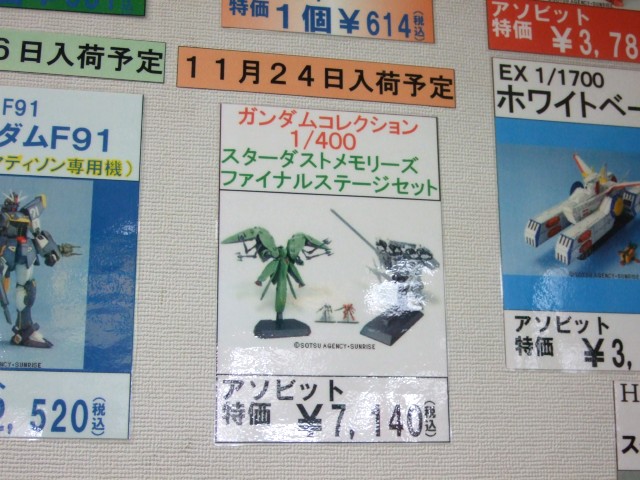 特価 1個¥614(税込)
アソビット
特価 ¥3,78
6日入荷予定
11月24日入荷予定
F91
ダムF91
マディソン専用機)
2,520(税込)
ガンダムコレクション
1/400
スターダストメモリーズ
ファイナルステージセット
©SOTSU AGENCY・SUNRISE
アソビット
特価 ¥7,140(税込)
EX 1/1700
ホワイトベー
©SOTSU AGENCY・SUNRISE
アソビット
特価 ¥3,
H
ス